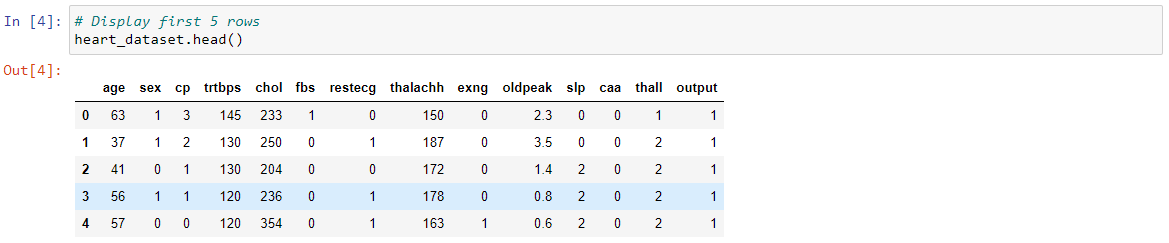 In [4]: # Display first 5 rows
heart_dataset.head()
Out[4]:
age sex cp trtbps chol fbs restecg thalachh exng oldpeak slp caa thall output
0 63 1 3 145 233 1 0 150 0 2.3 0 0 1 1
1 37 1 2 130 250 0 1 187 0 3.5 0 0 2 1
2 41 0 1 130 204 0 0 172 0 1.4 2 0 2 1
3 56 1 1 120 236 0 1 178 0 0.8 2 0 2 1
4 57 0 0 120 354 0 1 163 1 0.6 2 0 2 1